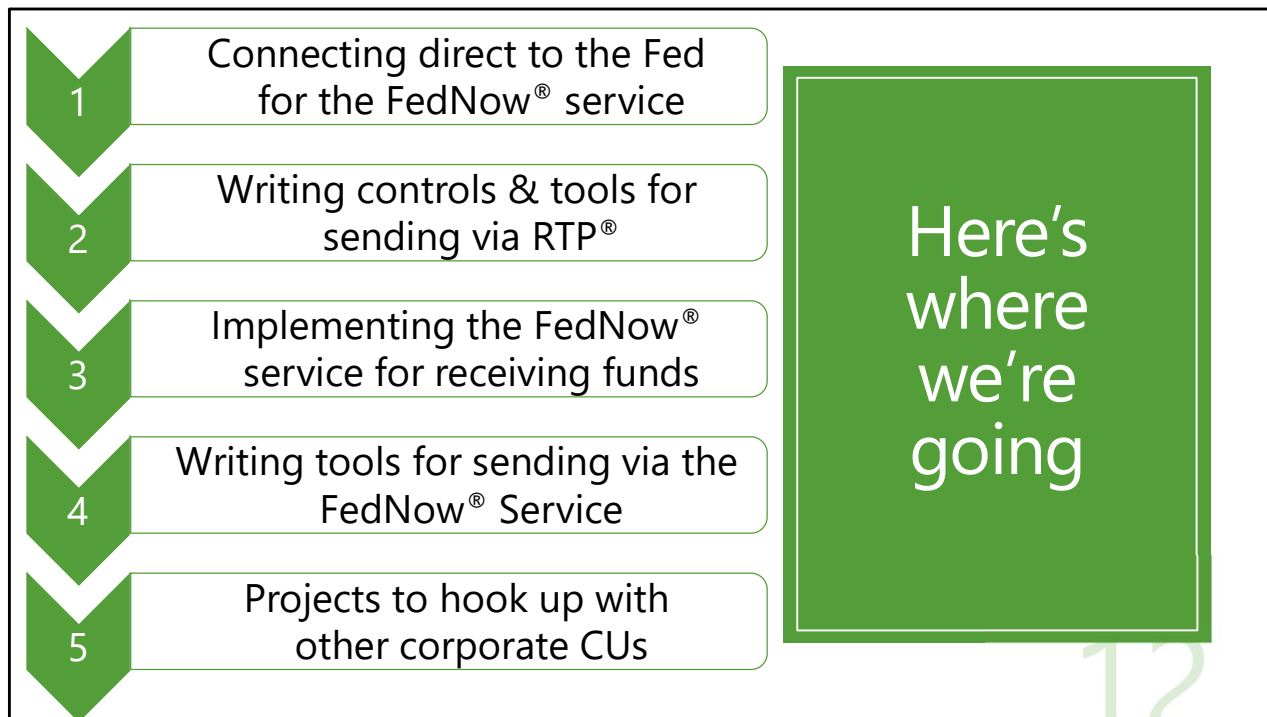 1
Connecting direct to the Fed
for the FedNow® service
2
Writing controls & tools for
sending via RTP®
3
Implementing the FedNow®
service for receiving funds
4
Writing tools for sending via the
FedNow® Service
5
Projects to hook up with
other corporate CUs
Here’s
where
we’re
going
12